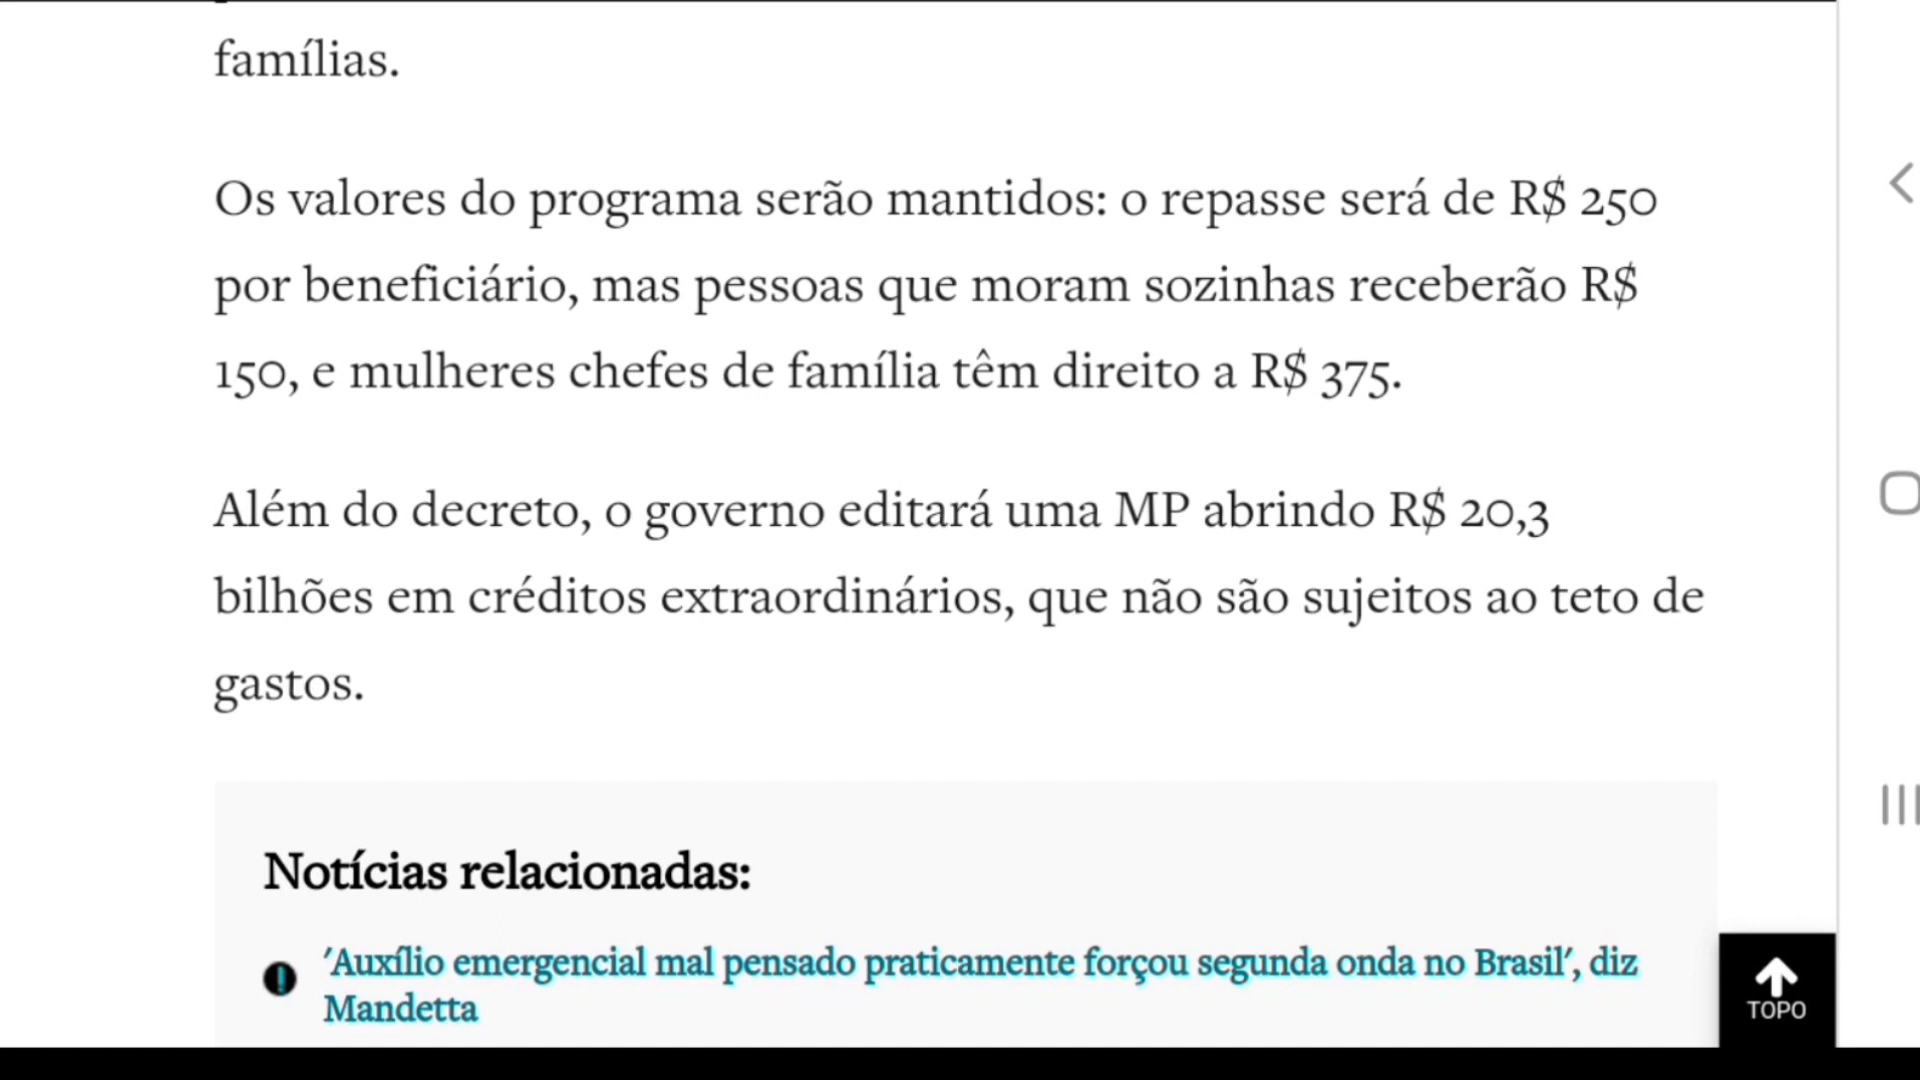 famílias.
Os valores do programa serão mantidos: o repasse será de R$ 250
por beneficiário, mas pessoas que moram sozinhas receberão R$
150, e mulheres chefes de família têm direito a R$ 375.
Além do decreto, o governo editará uma MP abrindo R$ 20,3
bilhões em créditos extraordinários, que não são sujeitos ao teto de
gastos.
Notícias relacionadas:
'Auxílio emergencial mal pensado praticamente forçou segunda onda no Brasil', diz
Mandetta
TOPO